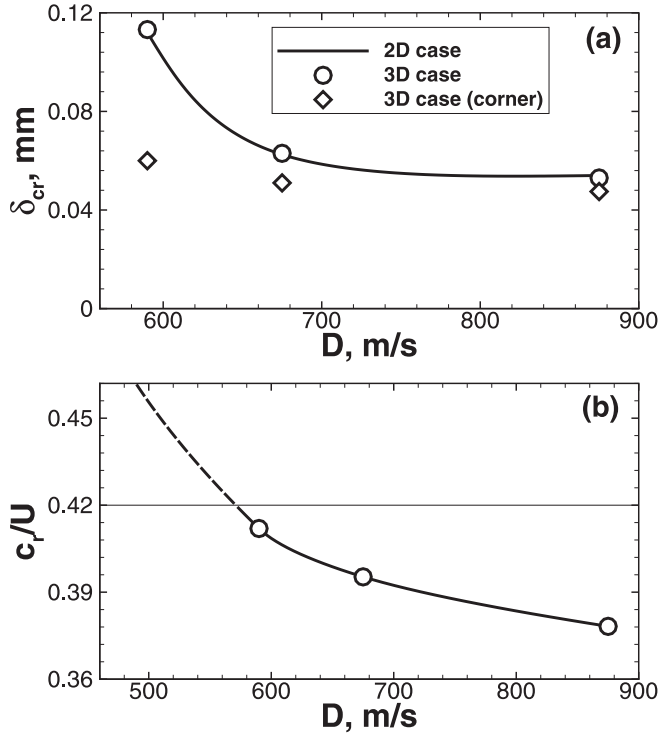 0.12
(a)
2D case
3D case
3D case (corner)
0.08
0.04
0
δcr, mm
600 700 800 900
D, m/s
(b)
0.45
0.42
0.39
0.36
cr/U
500 600 700 800 900
D, m/s